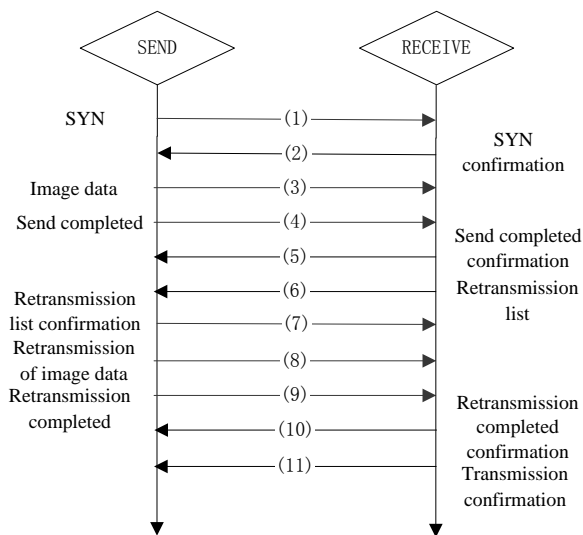 SEND
RECEIVE
SYN
(1)
(2)
SYN
confirmation
Image data
(3)
Send completed
(4)
(5)
Send completed
confirmation
(6)
Retransmission
list
Retransmission
list confirmation
(7)
Retransmission
of image data
(8)
Retransmission
completed
(9)
(10)
Retransmission
completed
confirmation
(11)
Transmission
confirmation